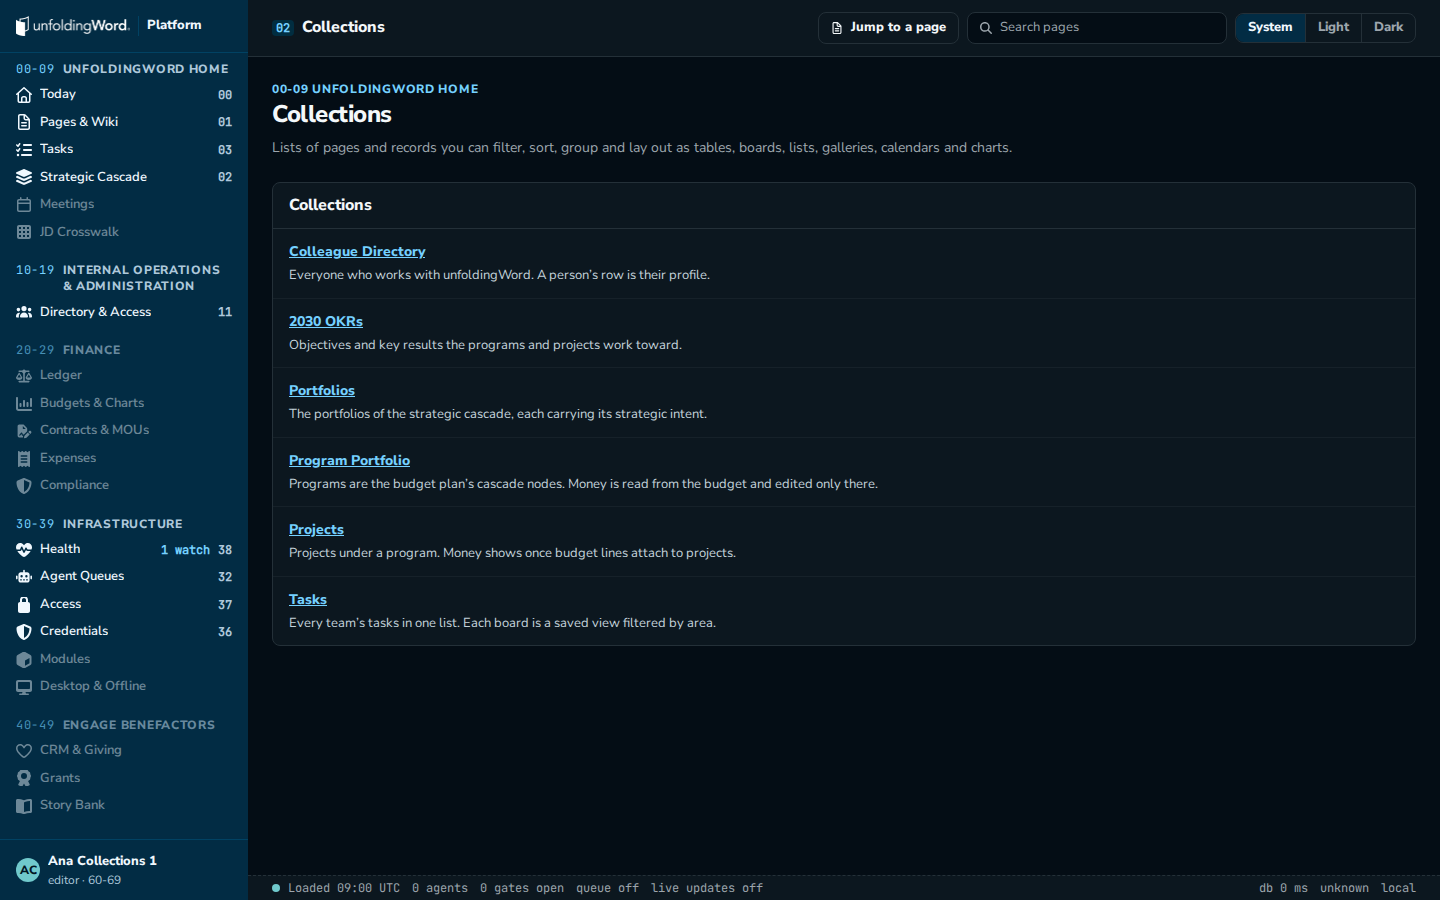 unfoldingWord® Platform
00-09 UNFOLDINGWORD HOME
Today 00
Pages & Wiki 01
Tasks 03
Strategic Cascade 02
Meetings
JD Crosswalk
10-19 INTERNAL OPERATIONS
& ADMINISTRATION
Directory & Access 11
20-29 FINANCE
Ledger
Budgets & Charts
Contracts & MOUs
Expenses
Compliance
30-39 INFRASTRUCTURE
Health 1 watch 38
Agent Queues 32
Access 37
Credentials 36
Modules
Desktop & Offline
40-49 ENGAGE BENEFACTORS
CRM & Giving
Grants
Story Bank
AC Ana Collections 1
editor · 60-69
02 Collections
Jump to a page
Search pages
System Light Dark
00-09 UNFOLDINGWORD HOME
Collections
Lists of pages and records you can filter, sort, group and lay out as tables, boards, lists, galleries, calendars and charts.
Collections
Colleague Directory
Everyone who works with unfoldingWord. A person's row is their profile.
2030 OKRs
Objectives and key results the programs and projects work toward.
Portfolios
The portfolios of the strategic cascade, each carrying its strategic intent.
Program Portfolio
Programs are the budget plan's cascade nodes. Money is read from the budget and edited only there.
Projects
Projects under a program. Money shows once budget lines attach to projects.
Tasks
Every team's tasks in one list. Each board is a saved view filtered by area.
Loaded 09:00 UTC 0 agents 0 gates open queue off live updates off
db 0 ms unknown local